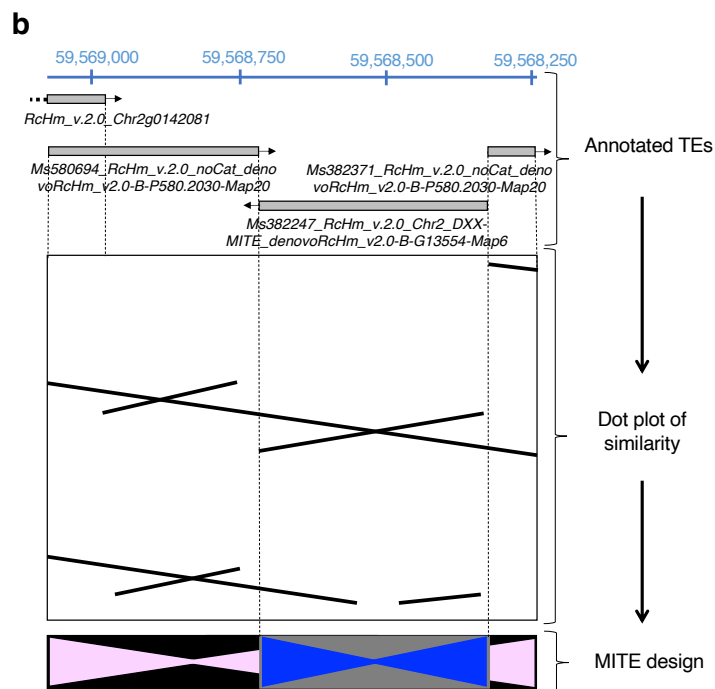 b
59,569,000 59,568,750 59,568,500 59,568,250
RcHm_v.2.0_Chr2g0142081
Annotated TEs
Ms580694_RcHm_v.2.0_noCat_deno
voRcHm_v2.0-B-P580.2030-Map20
Ms382371_RcHm_v.2.0_noCat_deno
voRcHm_v2.0-B-P580.2030-Map20
Ms382247_RcHm_v.2.0_Chr2_DXX-
MITE_denovoRcHm_v2.0-B-G13554-Map6
Dot plot of
similarity
MITE design